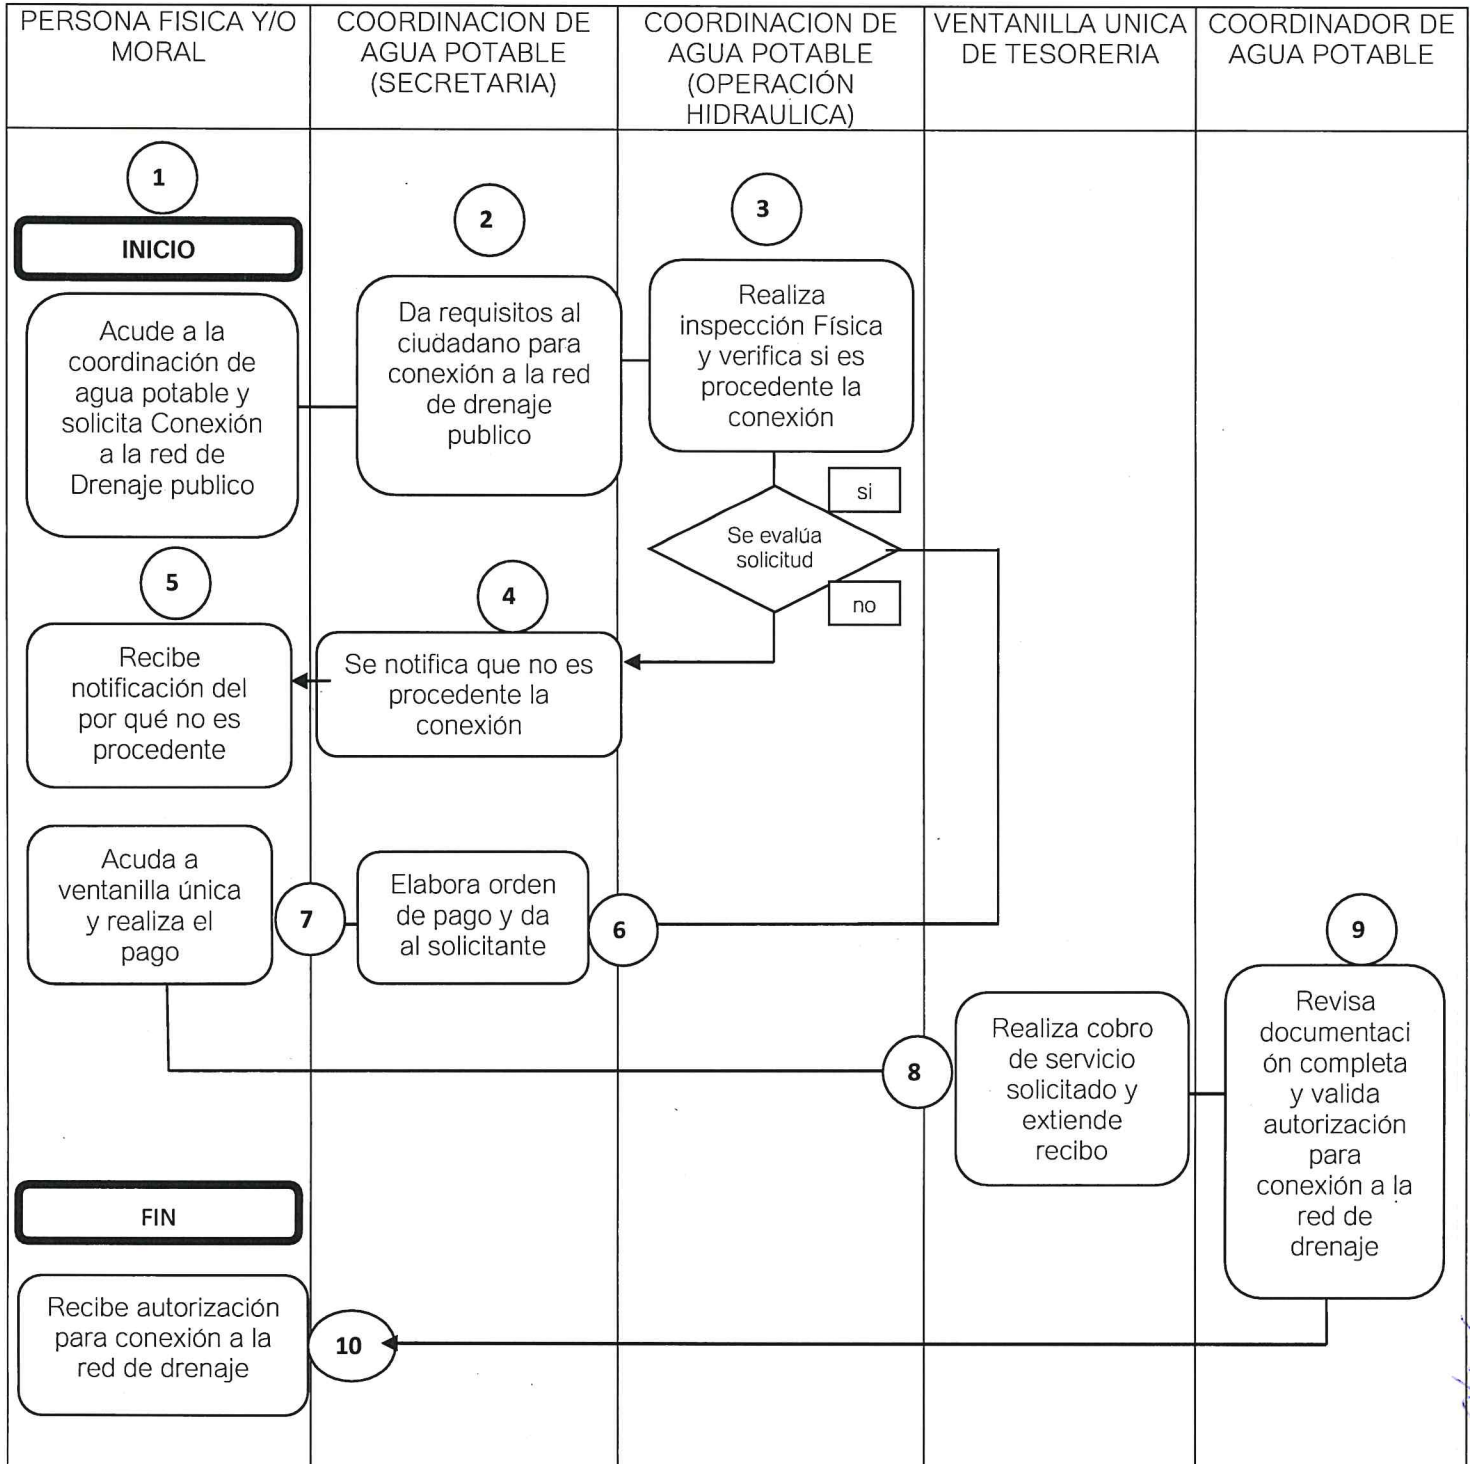 PERSONA FISICA Y/O
MORAL
COORDINACION DE
AGUA POTABLE
(SECRETARIA)
COORDINACION DE
AGUA POTABLE
(OPERACIÓN
HIDRAULICA)
VENTANILLA UNICA
DE TESORERIA
COORDINADOR DE
AGUA POTABLE
1
INICIO
Acude a la
coordinación de
agua potable y
solicita Conexión
a la red de
Drenaje publico
2
Da requisitos al
ciudadano para
conexión a la red
de drenaje
publico
3
Realiza
inspección Física
y verifica si es
procedente la
conexión
si
Se evalúa
solicitud
no
4
Se notifica que no es
procedente la
conexión
5
Recibe
notificación del
por qué no es
procedente
6
Elabora orden
de pago y da
al solicitante
7
Acuda a
ventanilla única
y realiza el
pago
8
Realiza cobro
de servicio
solicitado y
extiende
recibo
9
Revisa
documentaci
ón completa
y valida
autorización
para
conexión a la
red de
drenaje
FIN
Recibe autorización
para conexión a la
red de drenaje
10